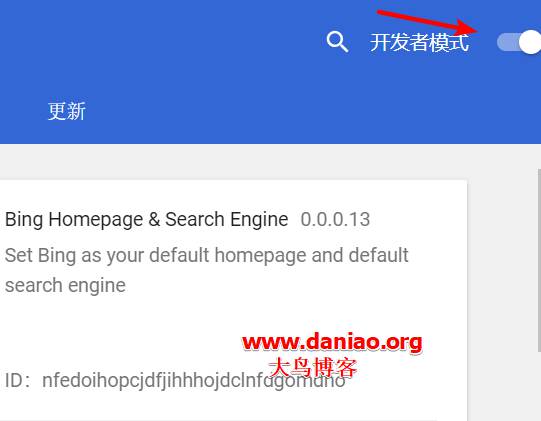 开发者模式
更新
Bing Homepage & Search Engine 0.0.0.13
Set Bing as your default homepage and default
search engine
www.daniao.org
大鸟博客
ID：nfedoihopcjdfjihhhojdclnfdgomdho